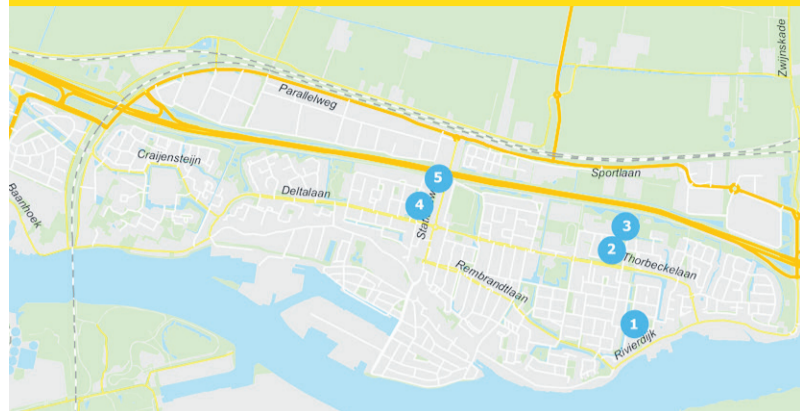 Zwijnskade
Parallelweg
Craijensteijn
Sportlaan
Baanhoek
Deltalaan
5
4
3
2
Thorbeckelaan
Rembrandtlaan
1
Rivierdijk